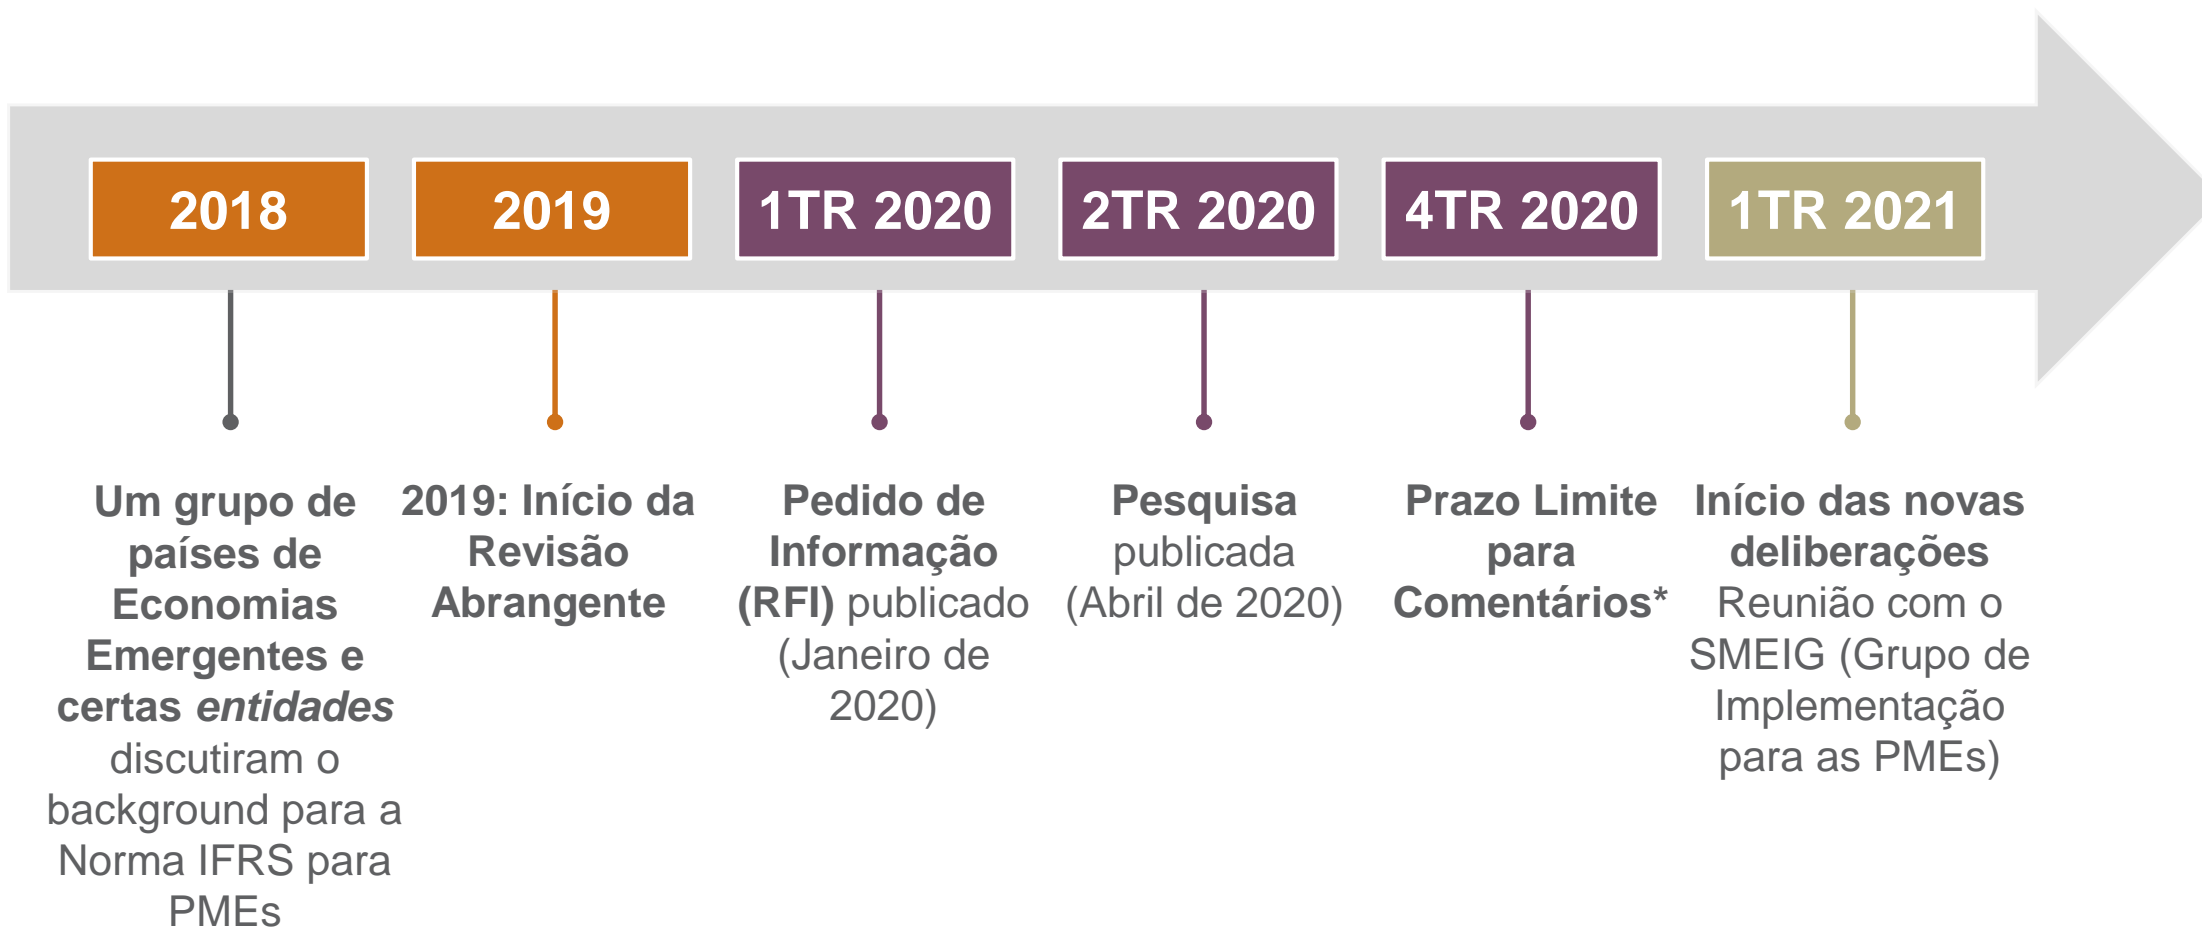 2018
2019
1TR 2020
2TR 2020
4TR 2020
1TR 2021
Um grupo de
países de
Economias
Emergentes e
certas entidades
discutiram o
background para a
Norma IFRS para
PMEs
2019: Início da
Revisão
Abrangente
Pedido de
Informação
(RFI) publicado
(Janeiro de
2020)
Pesquisa
publicada
(Abril de 2020)
Prazo Limite
para
Comentários*
Início das novas
deliberações
Reunião com o
SMEIG (Grupo de
Implementação
para as PMEs)